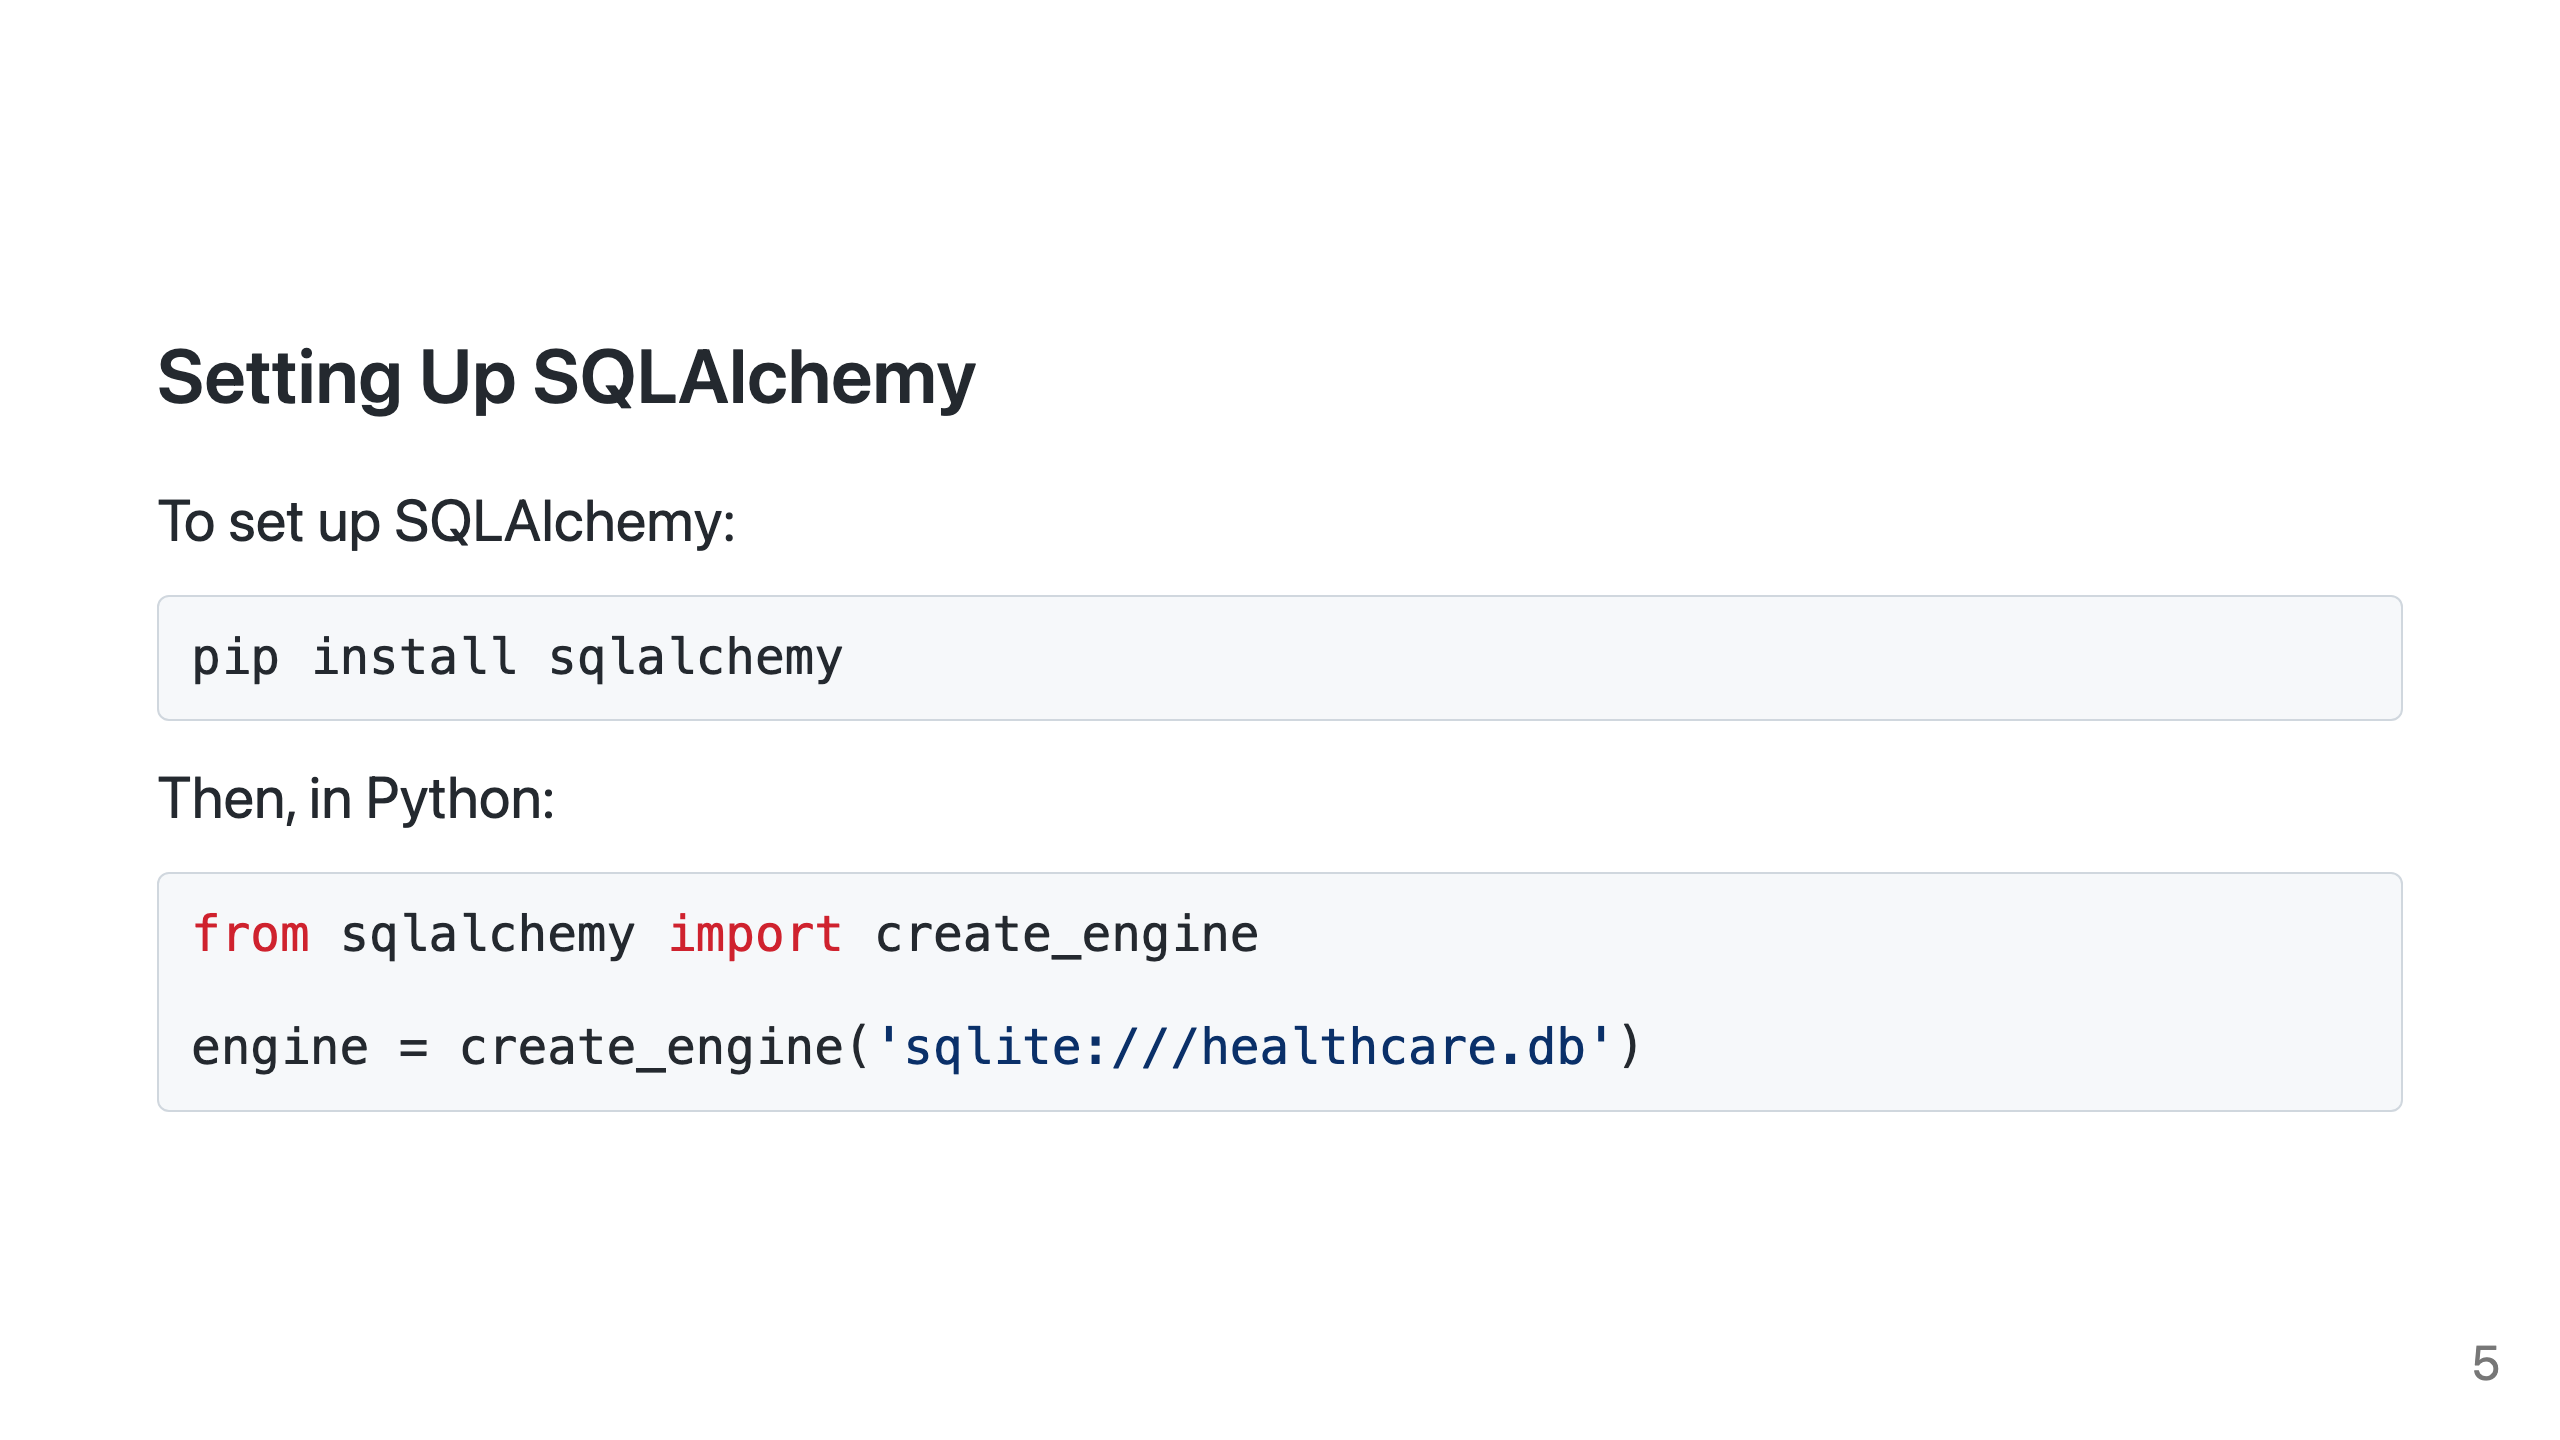 Setting Up SQLAlchemy
To set up SQLAlchemy:
pip install sqlalchemy
Then, in Python:
from sqlalchemy import create_engine
engine = create_engine('sqlite:///healthcare.db')
5